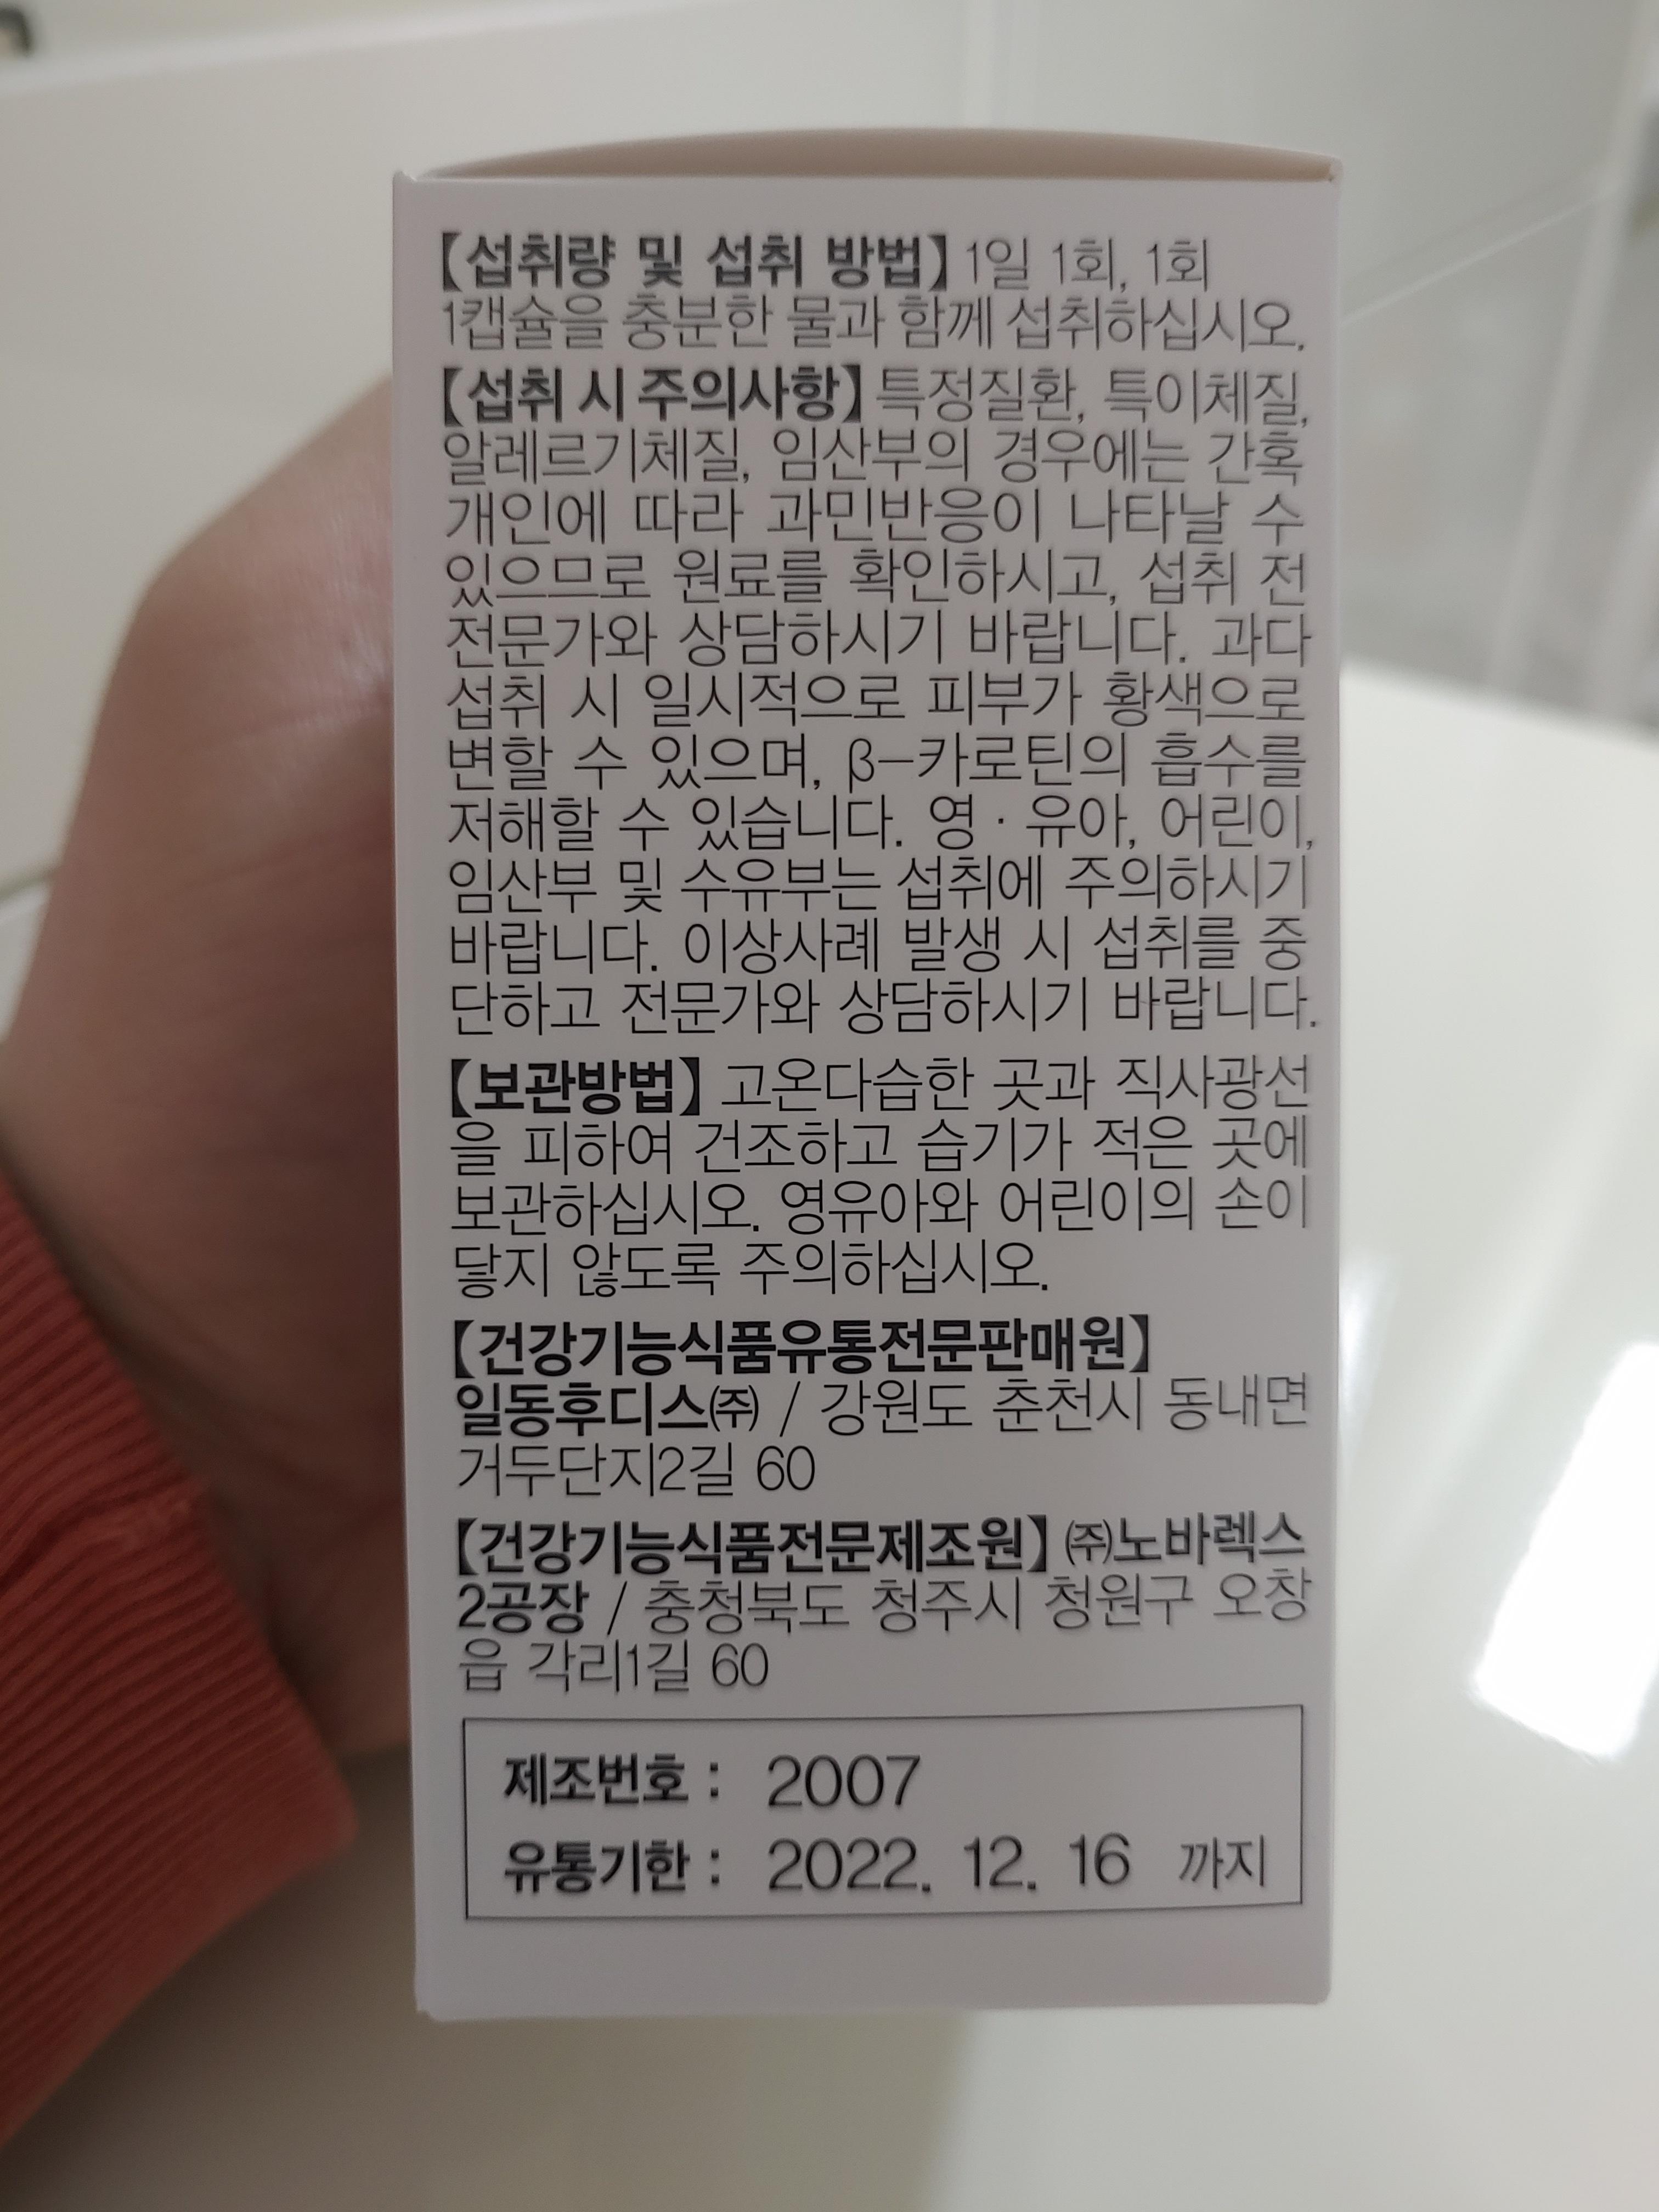 【섭취량 및 섭취 방법】 1일 1회, 1회
1캡슐을 충분한 물과 함께 섭취하십시오.
【섭취 시 주의사항】 특정질환, 특이체질,
알레르기체질, 임산부의 경우에는 간혹
개인에 따라 과민반응이 나타날 수
있으므로 원료를 확인하시고, 섭취 전
전문가와 상담하시기 바랍니다. 과다
섭취 시 일시적으로 피부가 황색으로
변할 수 있으며, β-카로틴의 흡수를
저해할 수 있습니다. 영·유아, 어린이,
임산부 및 수유부는 섭취에 주의하시기
바랍니다. 이상사례 발생 시 섭취를 중
단하고 전문가와 상담하시기 바랍니다.
【보관방법】 고온다습한 곳과 직사광선
을 피하여 건조하고 습기가 적은 곳에
보관하십시오. 영유아와 어린이의 손이
닿지 않도록 주의하십시오.
【건강기능식품유통전문판매원】
일동후디스㈜ / 강원도 춘천시 동내면
거두단지2길 60
【건강기능식품전문제조원】 ㈜노바렉스
2공장 / 충청북도 청주시 청원구 오창
읍 각리1길 60
제조번호 : 2007
유통기한 : 2022. 12. 16 까지